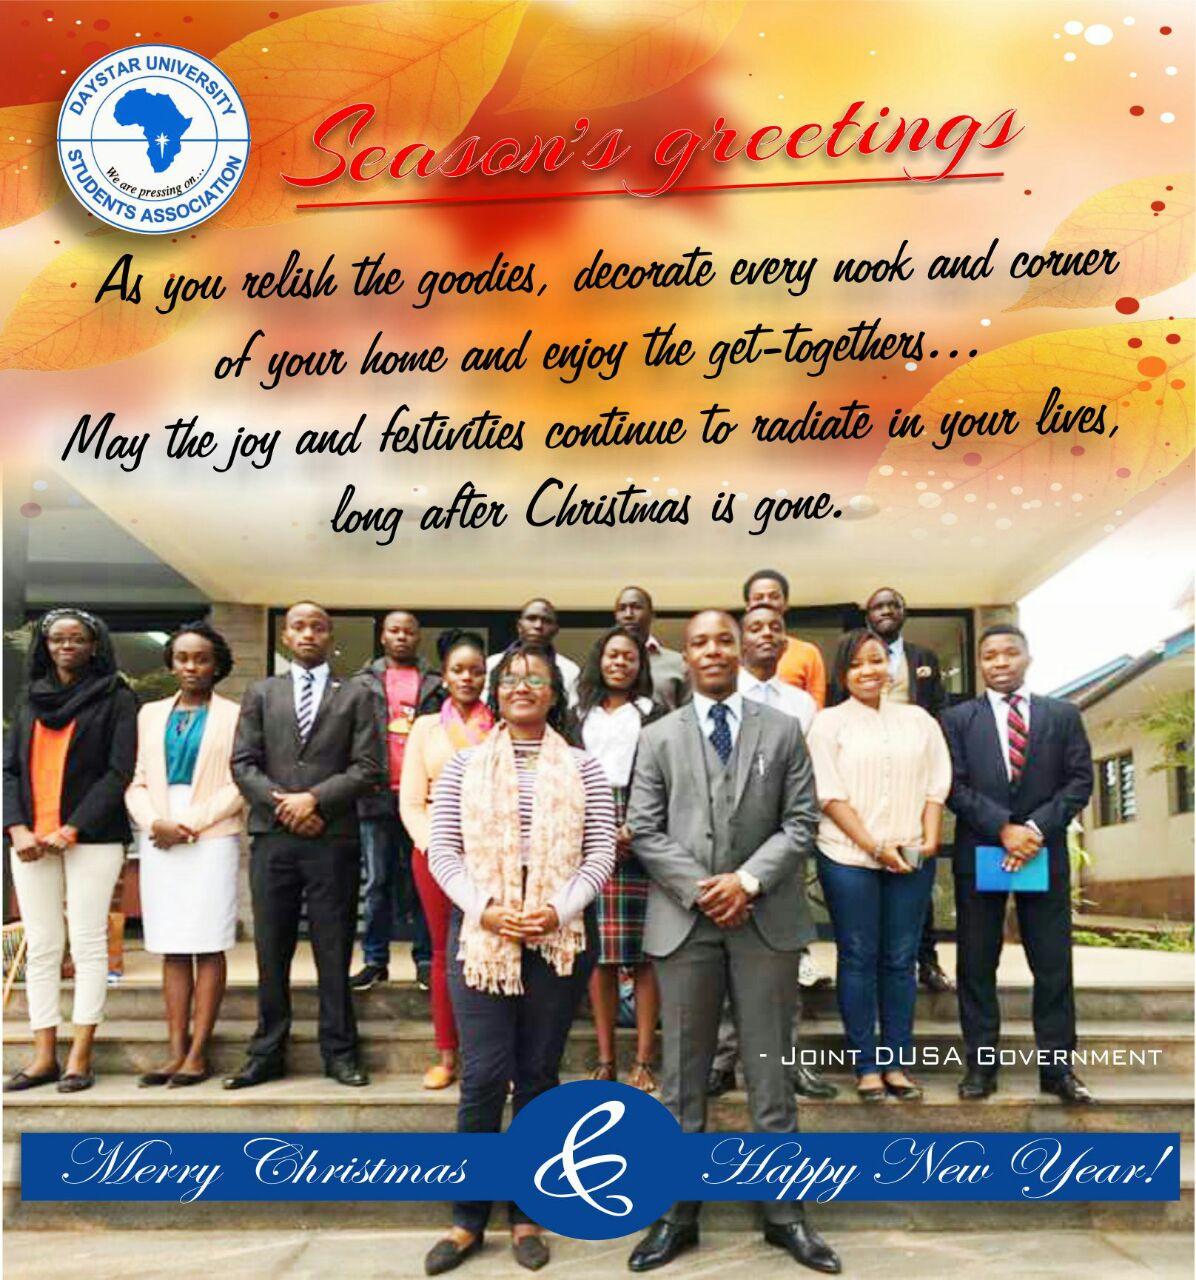 DAYSTAR UNIVERSITY
We are pressing on...
STUDENTS ASSOCIATION
Season's greetings
As you relish the goodies, decorate every nook and corner
of your home and enjoy the get-togethers...
May the joy and festivities continue to radiate in your lives,
long after Christmas is gone.
- JOINT DUSA GOVERNMENT
Merry Christmas & Happy New Year!